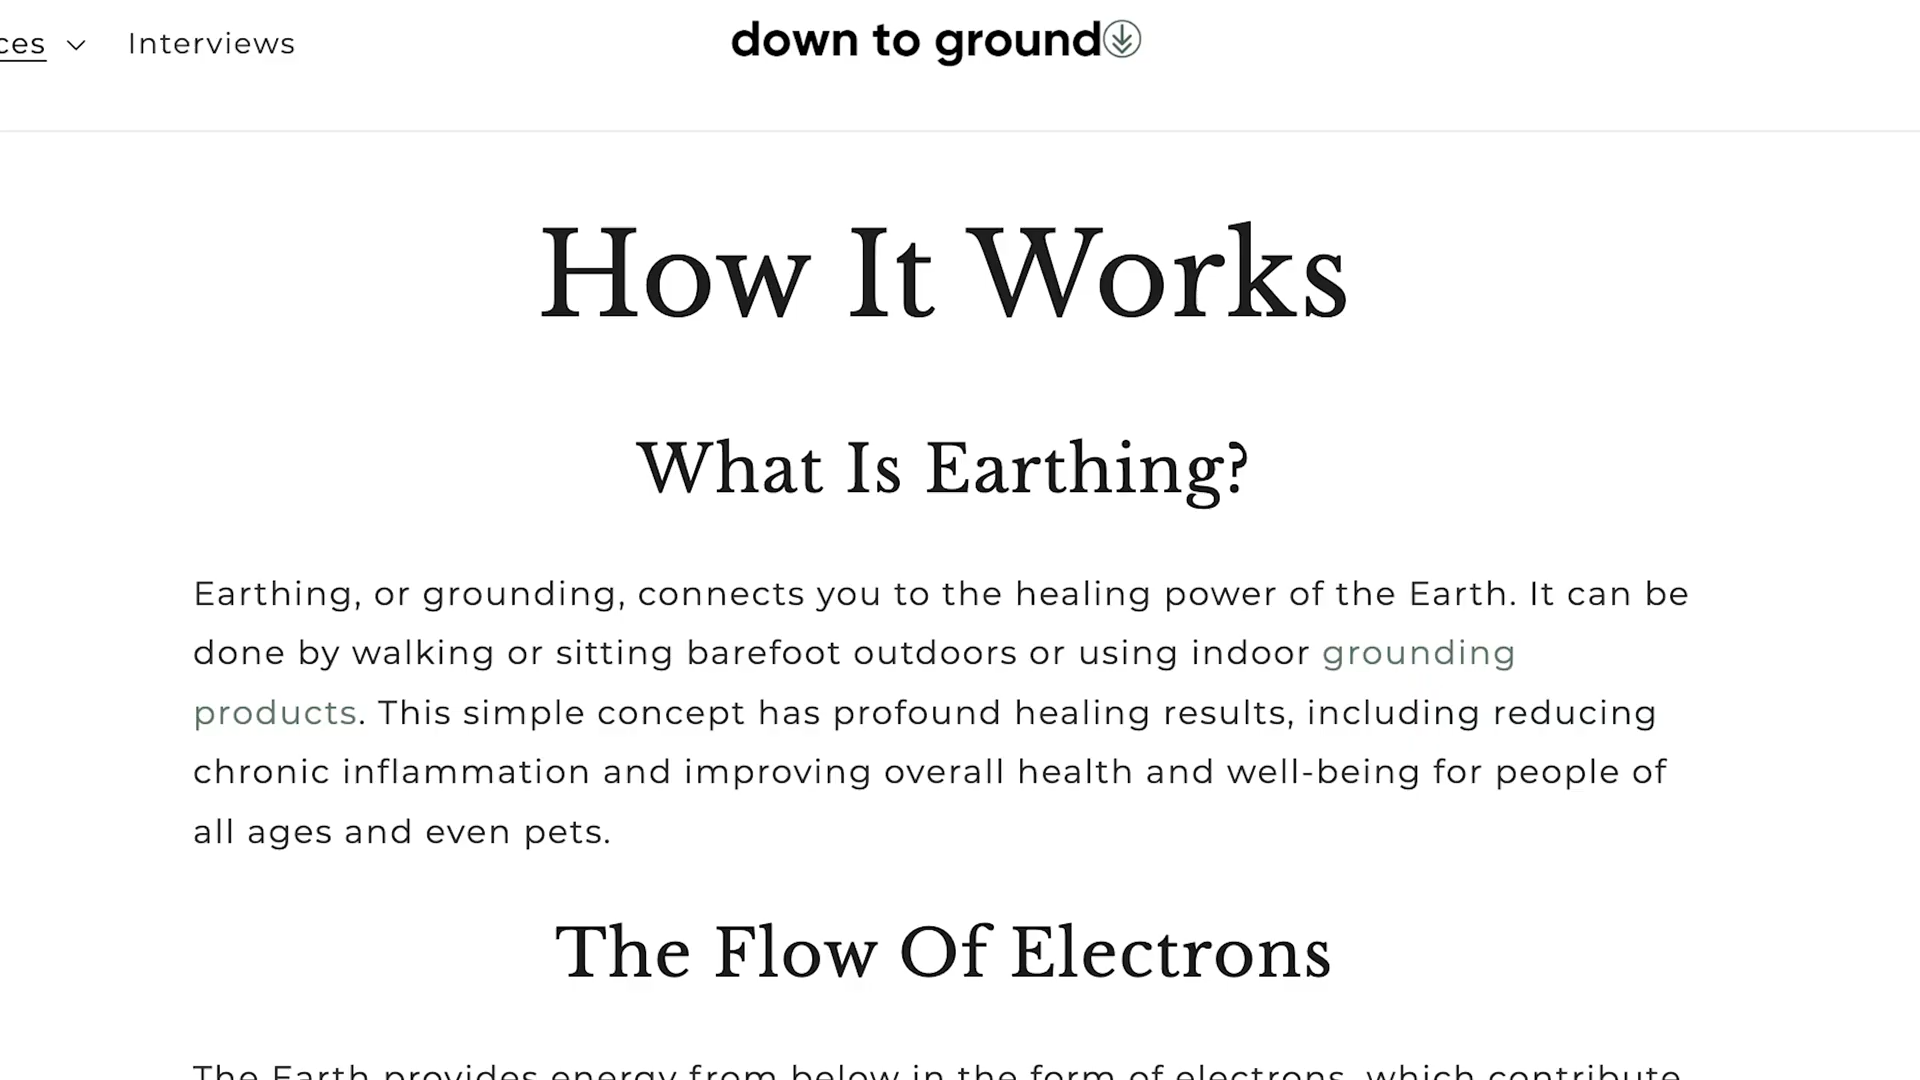 ces Interviews
down to ground
How It Works
What Is Earthing?
Earthing, or grounding, connects you to the healing power of the Earth. It can be
done by walking or sitting barefoot outdoors or using indoor grounding
products. This simple concept has profound healing results, including reducing
chronic inflammation and improving overall health and well-being for people of
all ages and even pets.
The Flow Of Electrons
The Earth provides energy from below in the form of electrons, which contribute